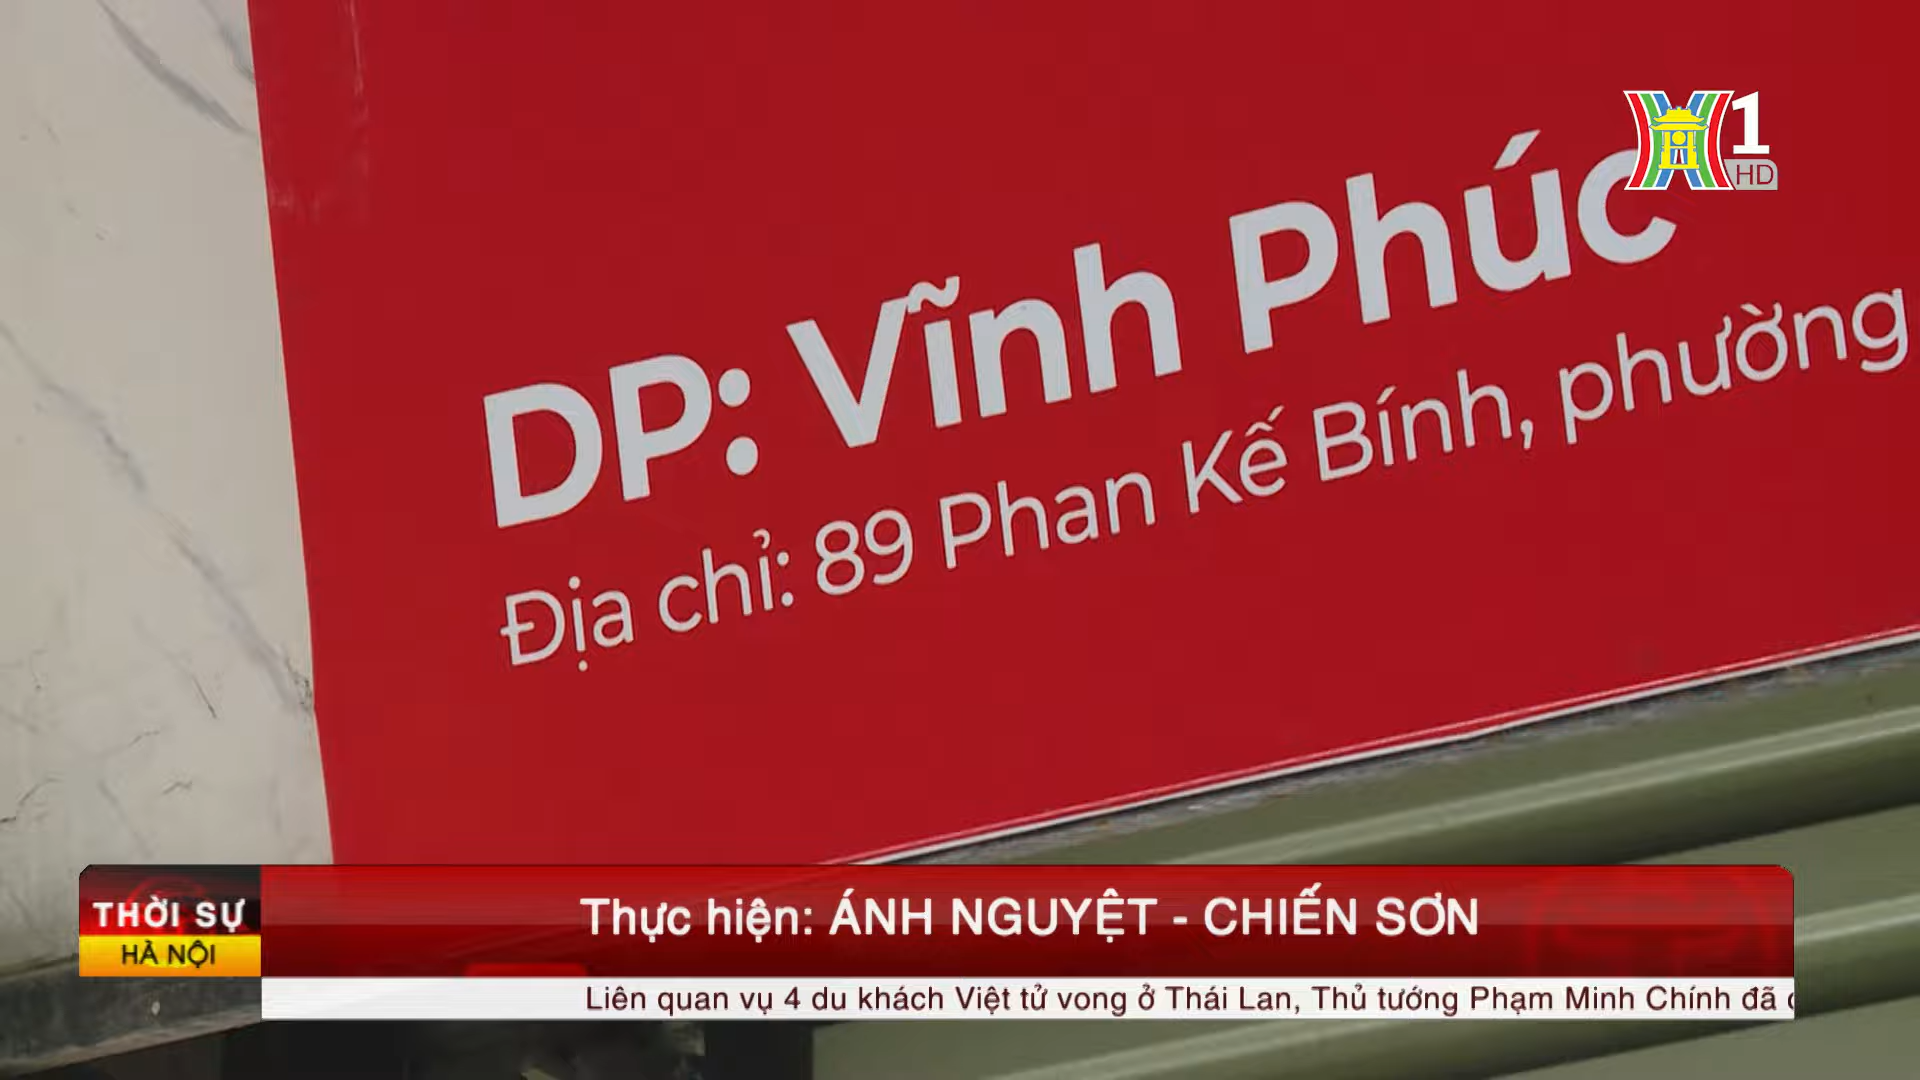 1
HD
DP: Vĩnh Phúc
Địa chỉ: 89 Phan Kế Bính, phường
THỜI SỰ
HÀ NỘI
Thực hiện: ÁNH NGUYỆT - CHIẾN SƠN
Liên quan vụ 4 du khách Việt tử vong ở Thái Lan, Thủ tướng Phạm Minh Chính đã